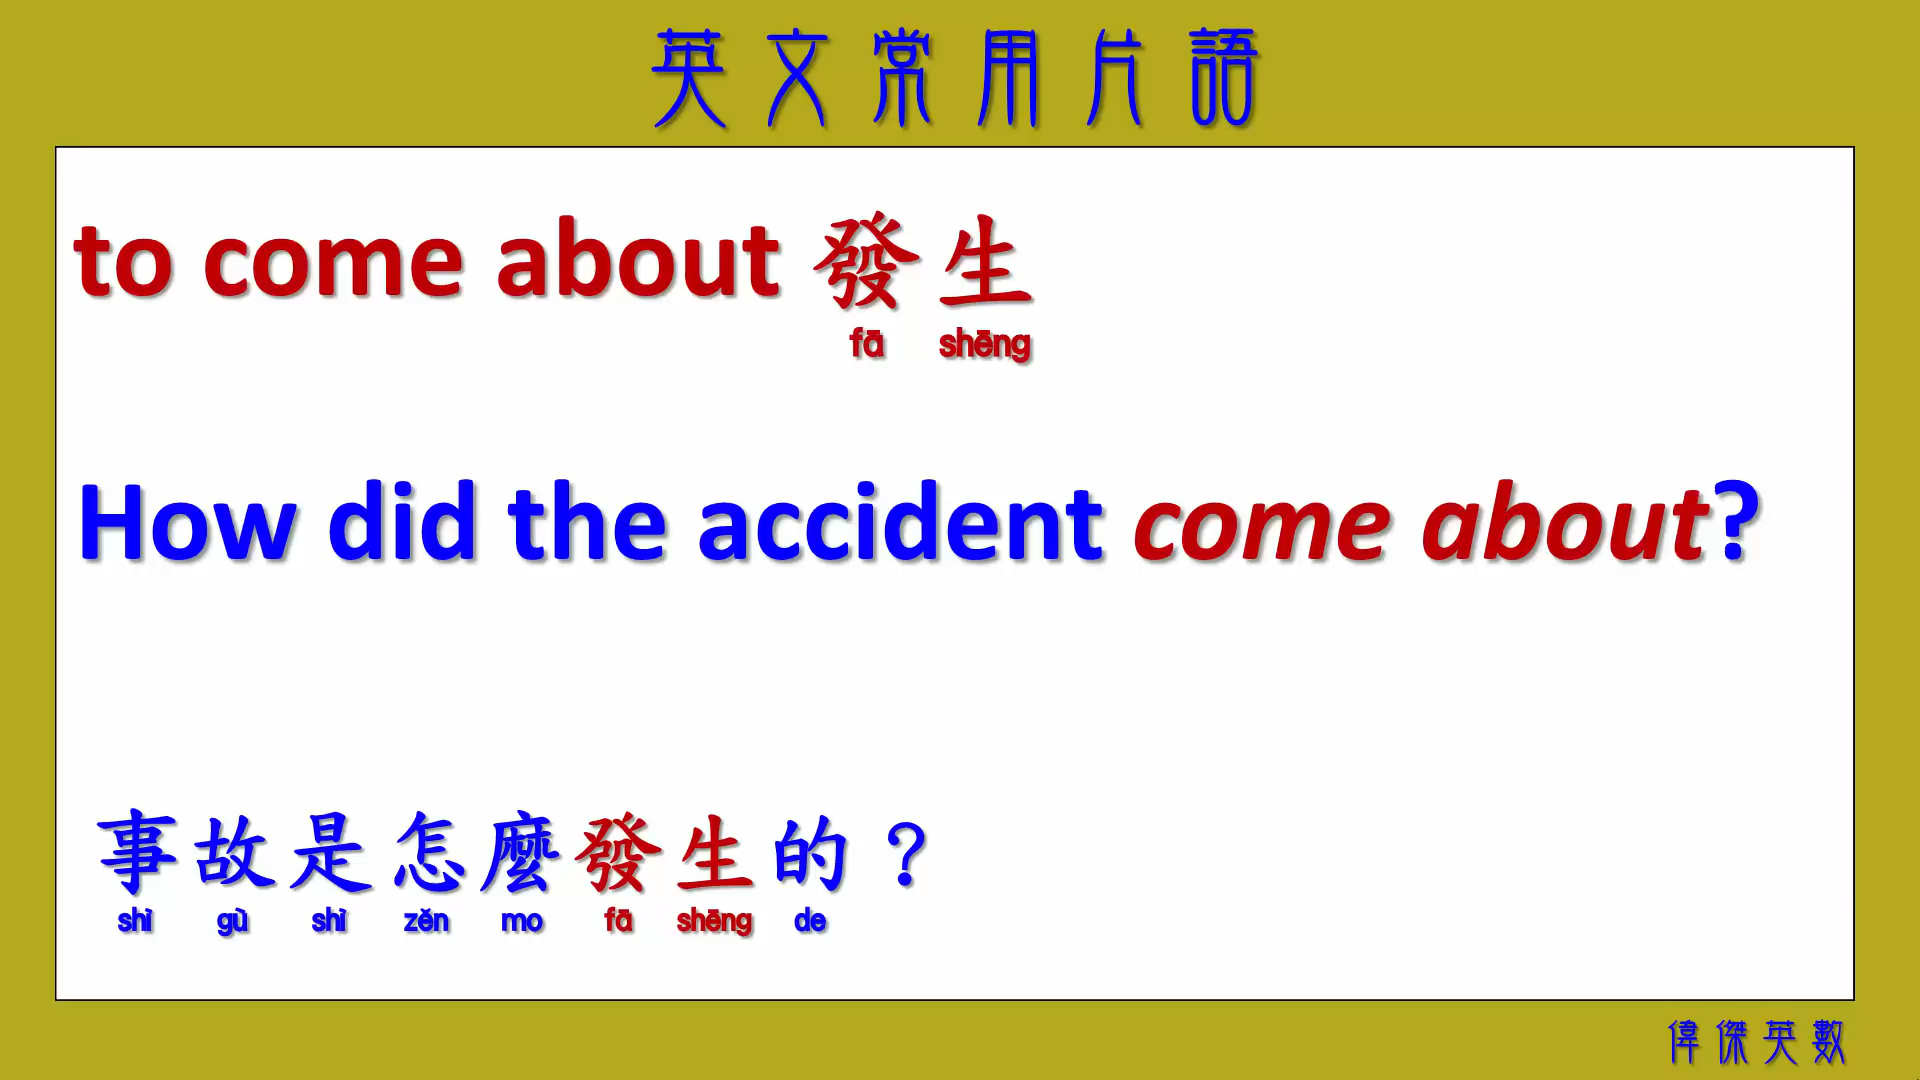 英文常用片語
to come about 發生
fā shēng
How did the accident come about?
事故是怎麼發生的？
shì gù shì zěn mo fā shēng de
偉傑英數